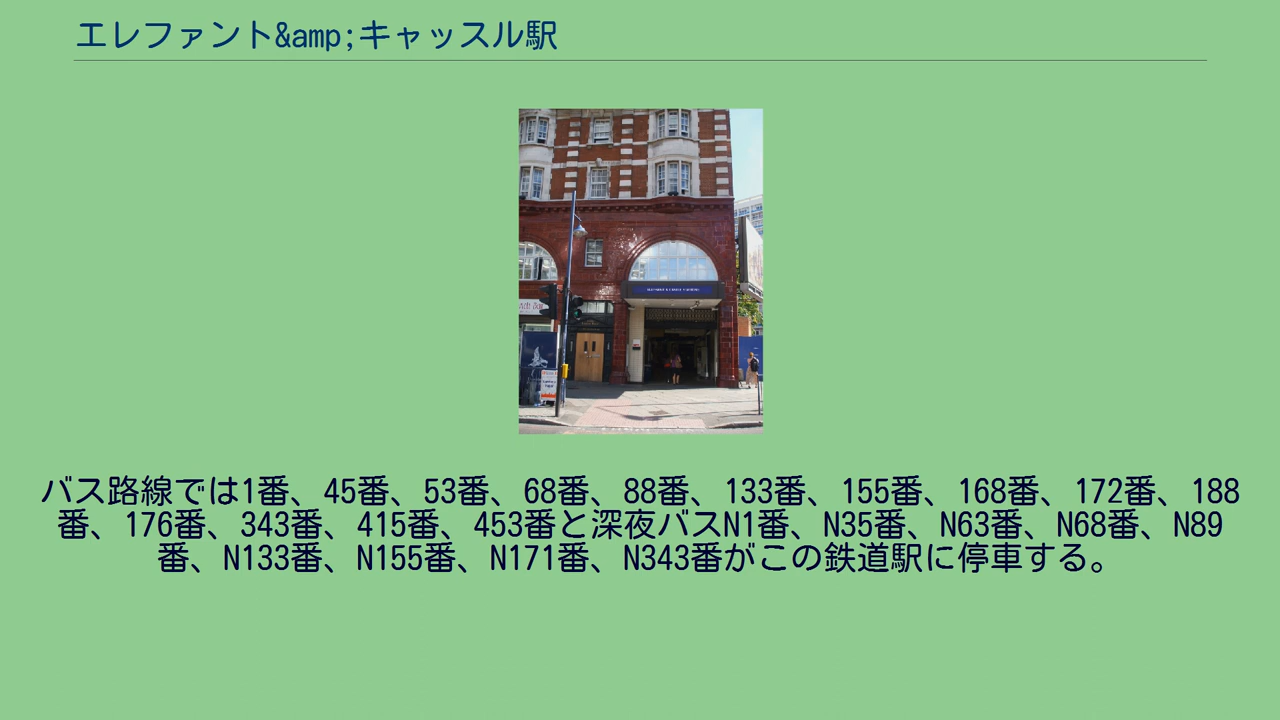 エレファント&amp;キャッスル駅
バス路線では1番、45番、53番、68番、88番、133番、155番、168番、172番、188
番、176番、343番、415番、453番と深夜バスN1番、N35番、N63番、N68番、N89
番、N133番、N155番、N171番、N343番がこの鉄道駅に停車する。